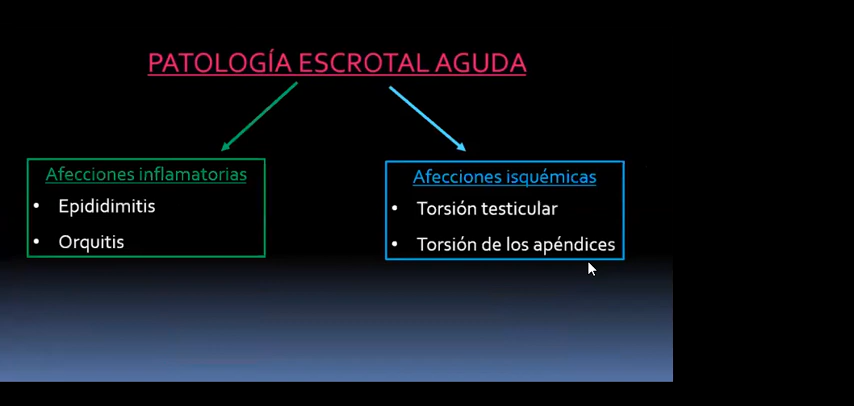 PATOLOGÍA ESCROTAL AGUDA
Afecciones inflamatorias
• Epididimitis
• Orquitis
Afecciones isquémicas
• Torsión testicular
• Torsión de los apéndices